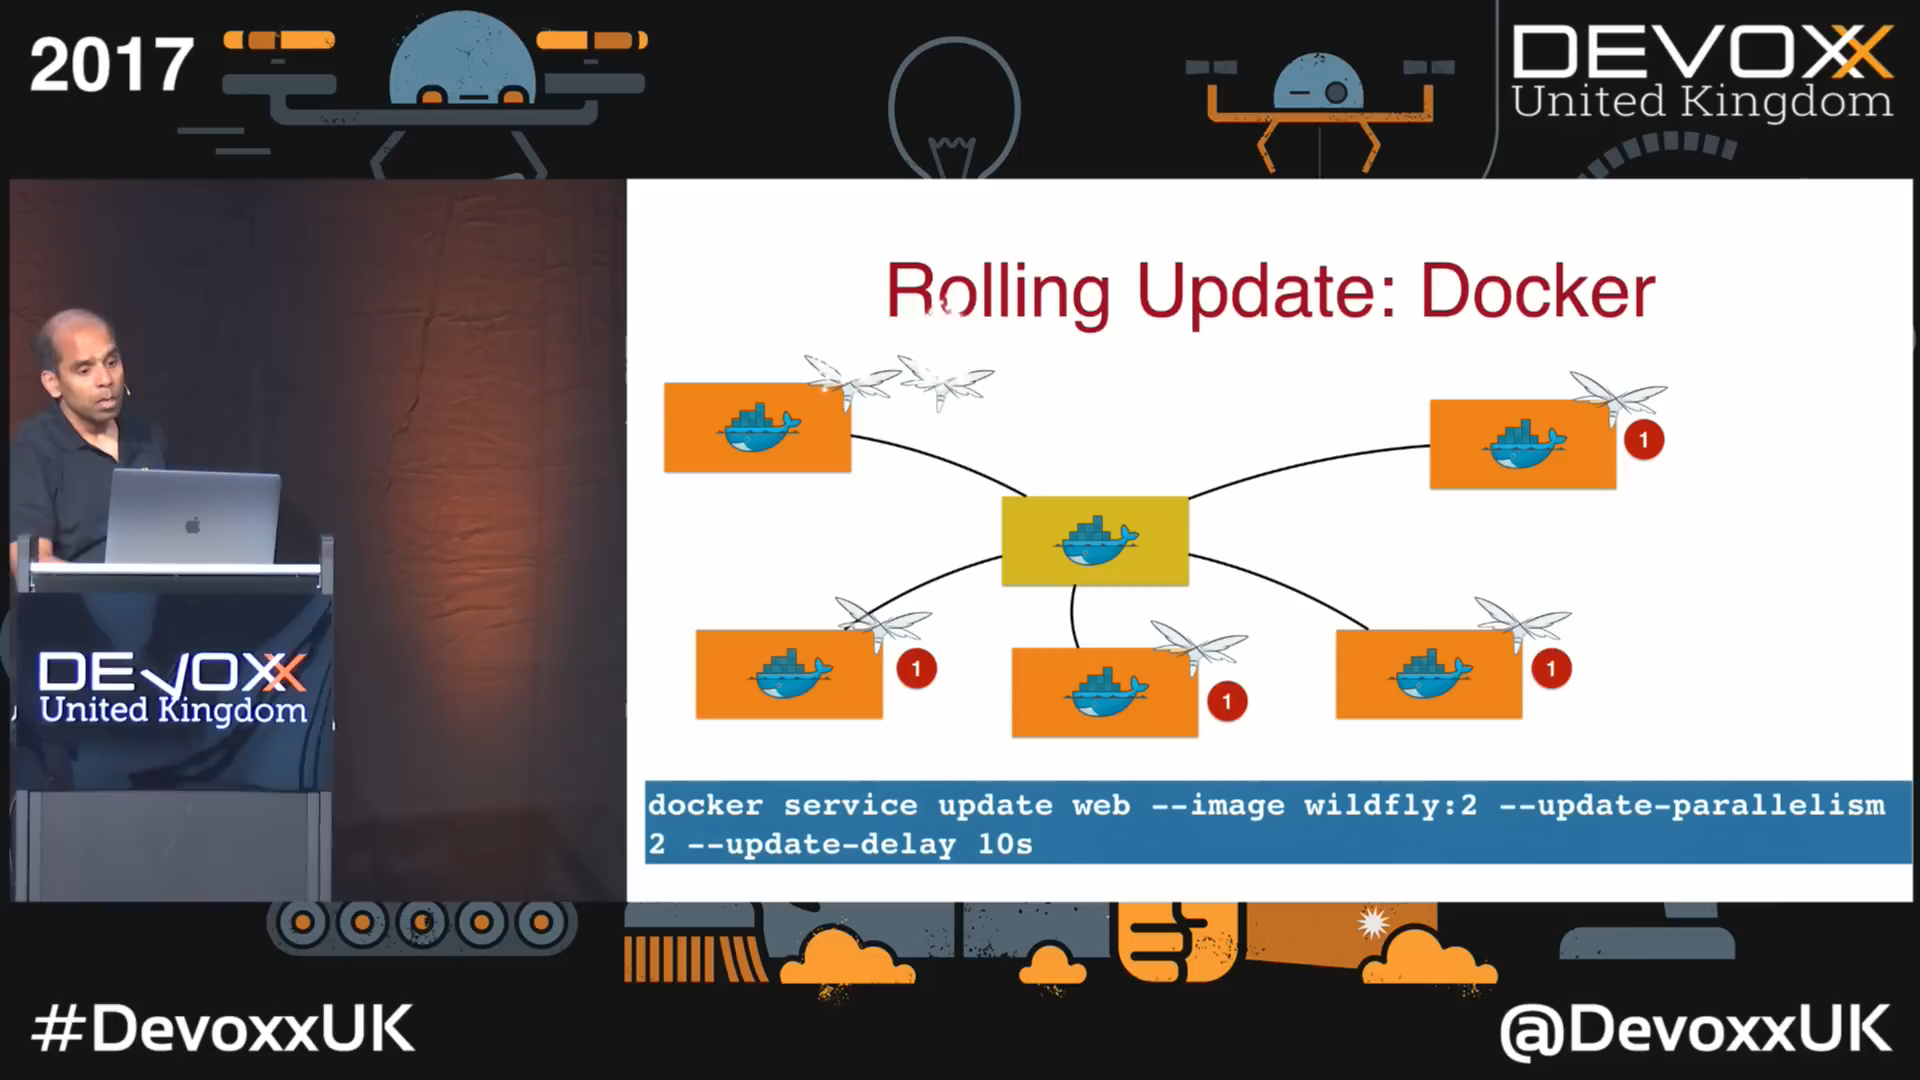 2017
DEVOXX
United Kingdom
Rolling Update: Docker
1
1
1
1
docker service update web --image wildfly:2 --update-parallelism
2 --update-delay 10s
DEVOXX
United Kingdom
#DevoxxUK
@DevoxxUK